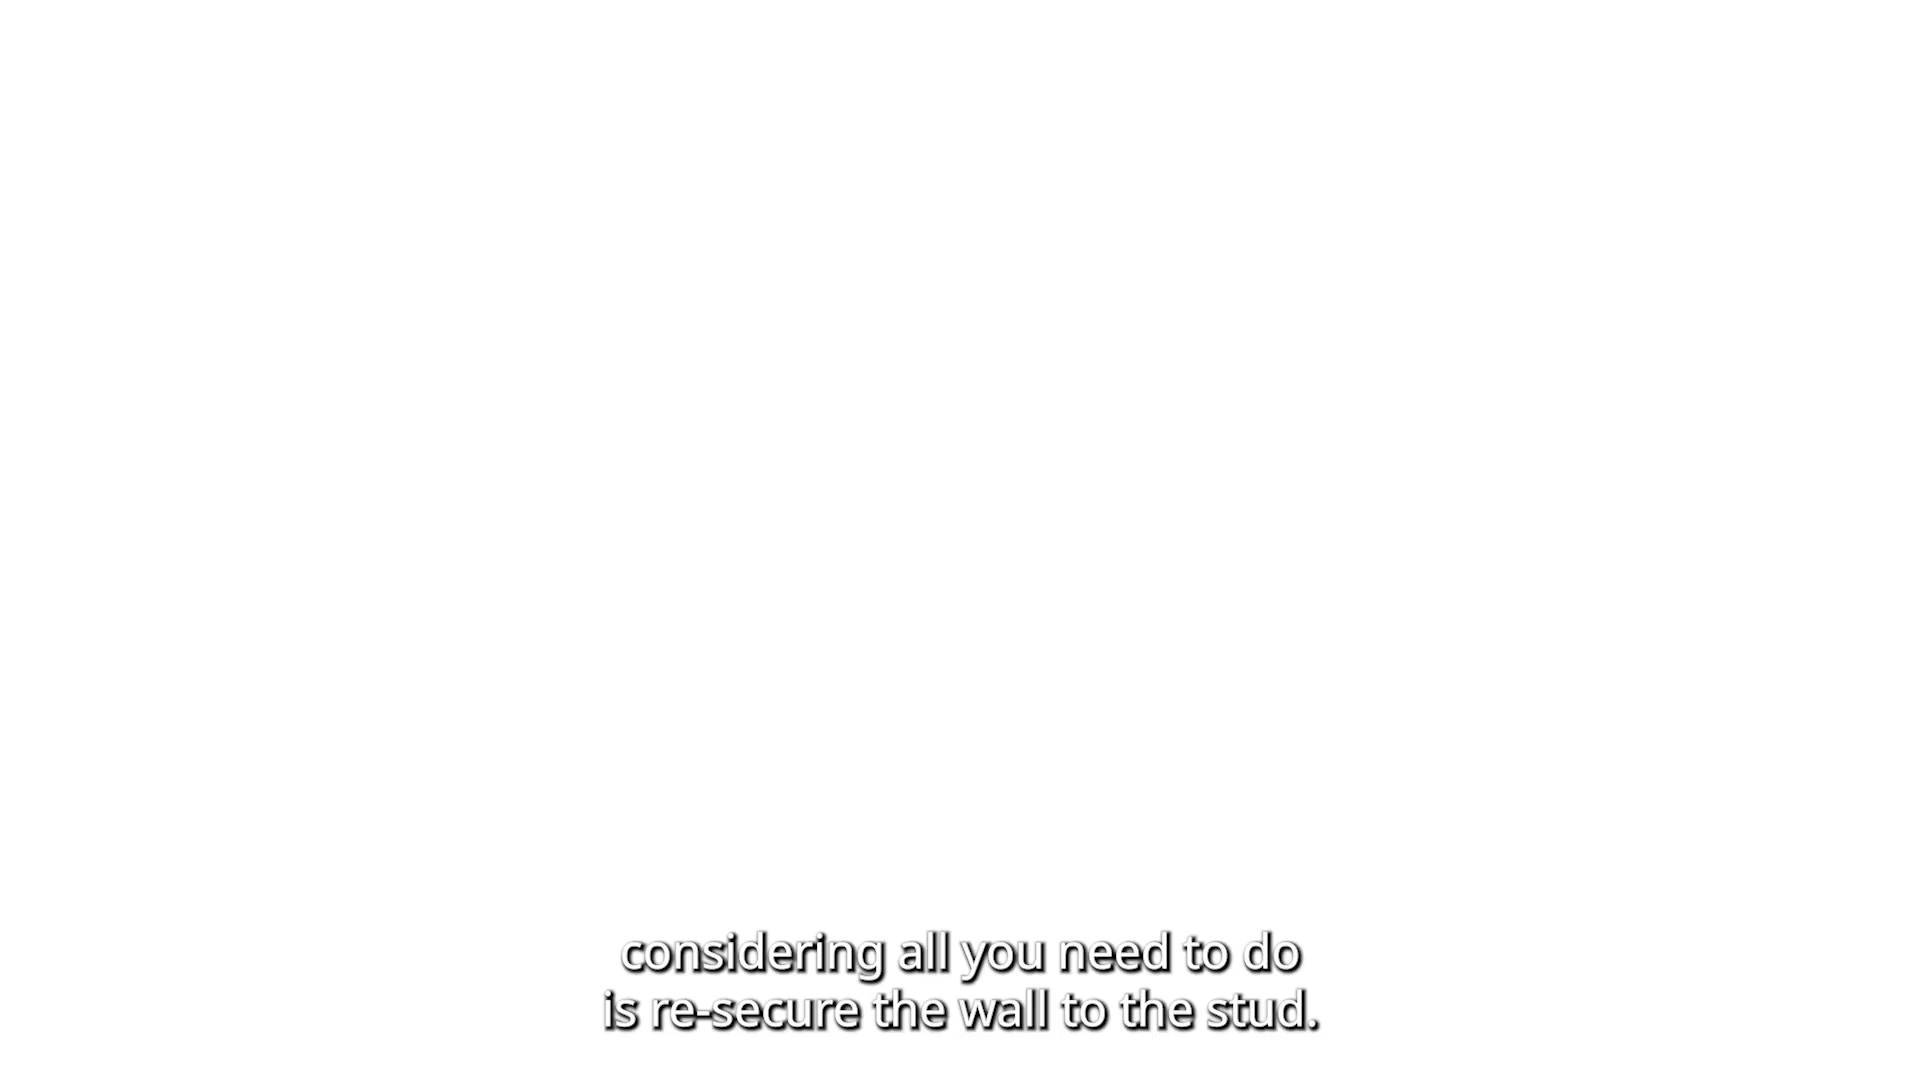 considering all you need to do
is re-secure the wall to the stud.